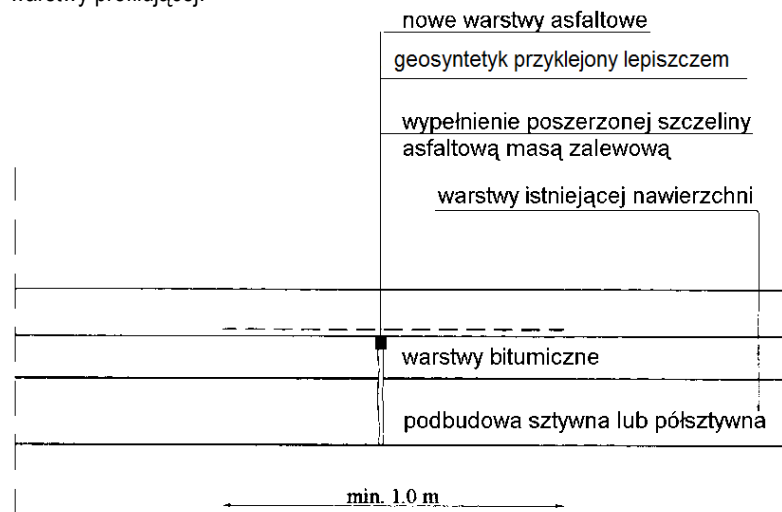 nowe warstwy asfaltowe
geosyntetyk przyklejony lepiszczem
wypełnienie poszerzonej szczeliny
asfaltową masą zalewową
warstwy istniejącej nawierzchni
warstwy bitumiczne
podbudowa sztywna lub półsztywna
min. 1.0 m